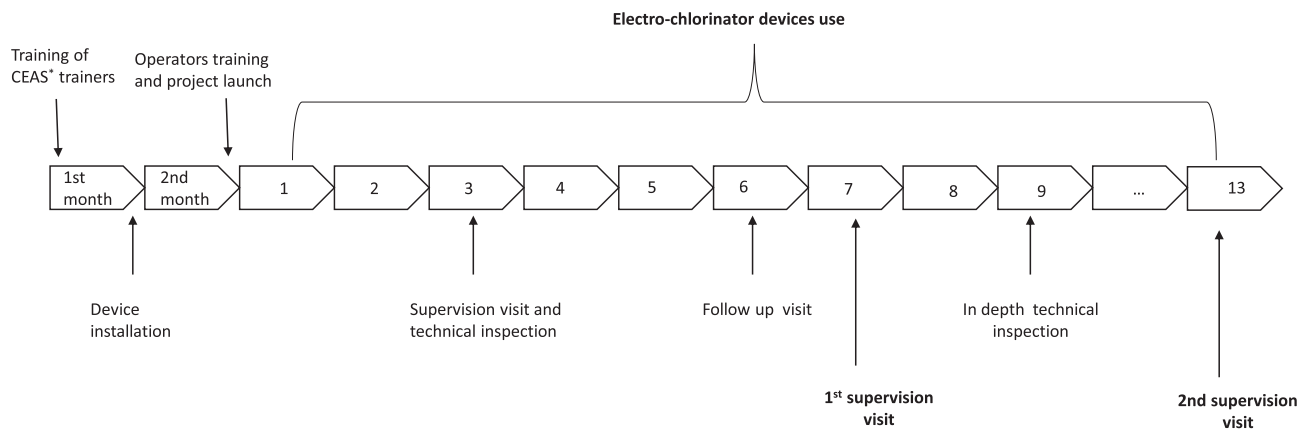 Electro-chlorinator devices use
Training of
CEAS* trainers
Operators training
and project launch
1st
month
2nd
month
1
2
3
4
5
6
7
8
9
...
13
Device
installation
Supervision visit and
technical inspection
Follow up visit
In depth technical
inspection
1st supervision
visit
2nd supervision
visit